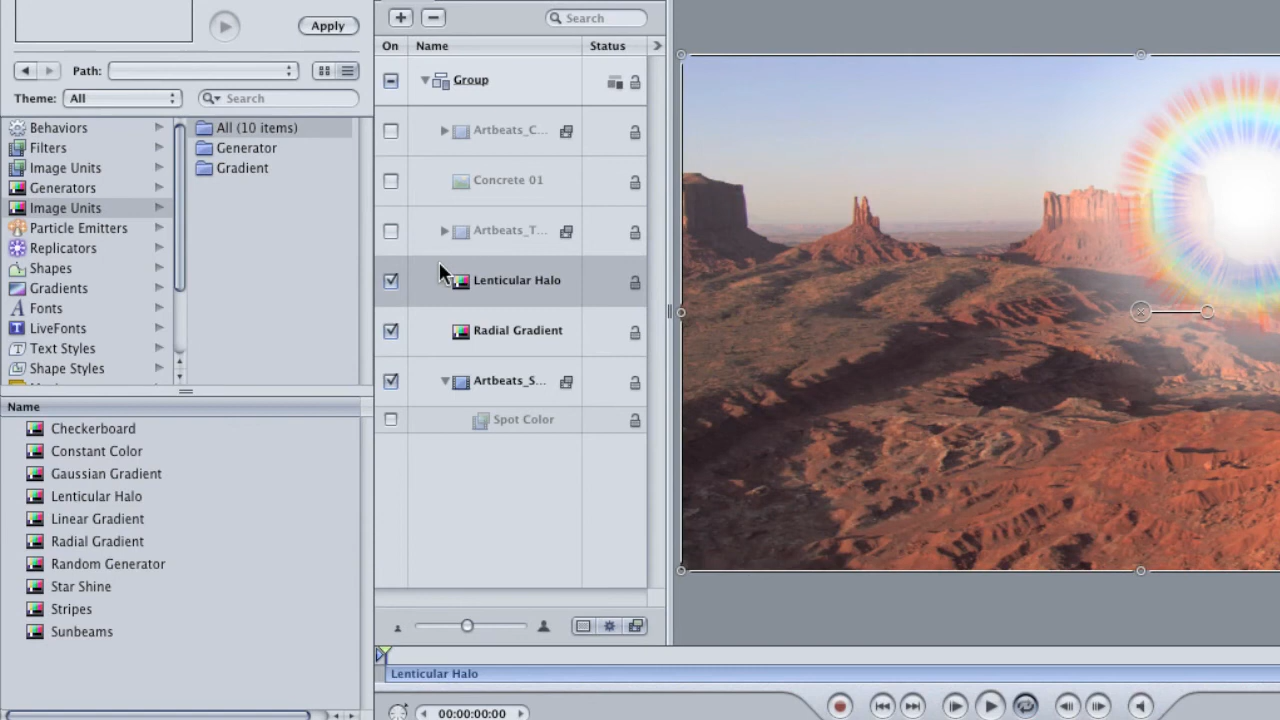 Apply
Path:
Theme: All
Search
Behaviors
Filters
Image Units
Generators
Image Units
Particle Emitters
Replicators
Shapes
Gradients
Fonts
LiveFonts
Text Styles
Shape Styles
All (10 items)
Generator
Gradient
Name
Checkerboard
Constant Color
Gaussian Gradient
Lenticular Halo
Linear Gradient
Radial Gradient
Random Generator
Star Shine
Stripes
Sunbeams
Search
On Name Status
Group
Artbeats_C...
Concrete 01
Artbeats_T...
Lenticular Halo
Radial Gradient
Artbeats_S...
Spot Color
Lenticular Halo
00:00:00:00